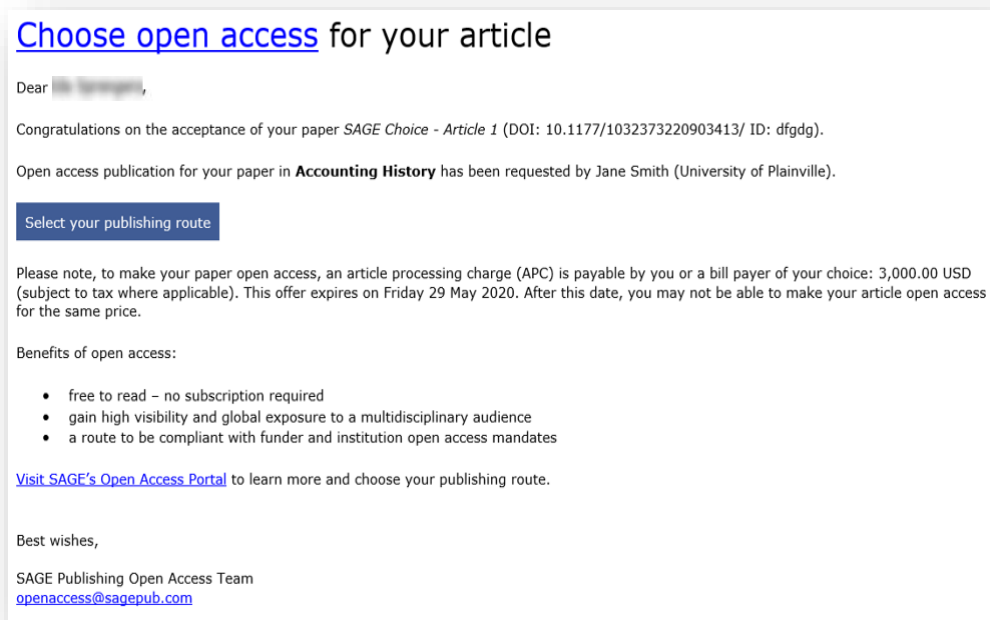 Choose open access for your article
Dear ,
Congratulations on the acceptance of your paper SAGE Choice - Article 1 (DOI: 10.1177/1032373220903413/ ID: dfgdg).
Open access publication for your paper in Accounting History has been requested by Jane Smith (University of Plainville).
Select your publishing route
Please note, to make your paper open access, an article processing charge (APC) is payable by you or a bill payer of your choice: 3,000.00 USD
(subject to tax where applicable). This offer expires on Friday 29 May 2020. After this date, you may not be able to make your article open access
for the same price.
Benefits of open access:
• free to read – no subscription required
• gain high visibility and global exposure to a multidisciplinary audience
• a route to be compliant with funder and institution open access mandates
Visit SAGE’s Open Access Portal to learn more and choose your publishing route.
Best wishes,
SAGE Publishing Open Access Team
openaccess@sagepub.com